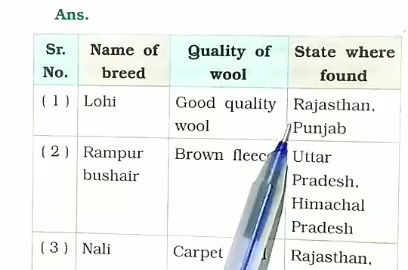 Ans.
Sr. No. Name of breed Quality of wool State where found
( 1 ) Lohi Good quality wool Rajasthan, Punjab
( 2 ) Rampur bushair Brown Uttar Pradesh, Himachal Pradesh
( 3 ) Nali Carpet Rajasthan,